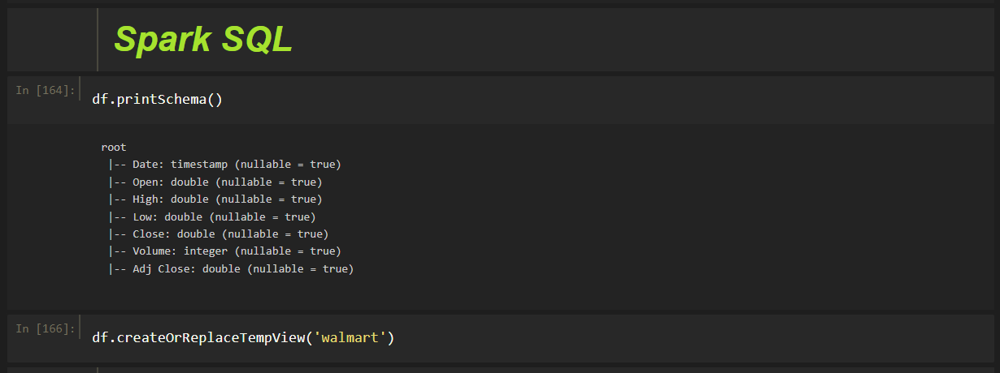 Spark SQL
In [164]:
df.printSchema()
root
|-- Date: timestamp (nullable = true)
|-- Open: double (nullable = true)
|-- High: double (nullable = true)
|-- Low: double (nullable = true)
|-- Close: double (nullable = true)
|-- Volume: integer (nullable = true)
|-- Adj Close: double (nullable = true)
In [166]:
df.createOrReplaceTempView('walmart')